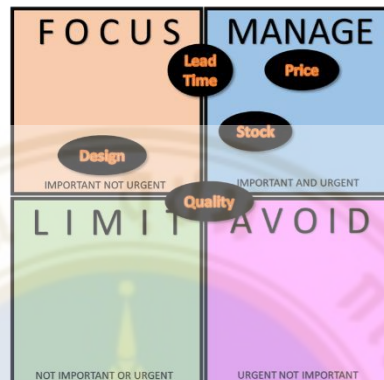 FOCUS
MANAGE
Lead
Time
Price
Stock
Design
IMPORTANT NOT URGENT
IMPORTANT AND URGENT
Quality
LIMIT
AVOID
NOT IMPORTANT OR URGENT
URGENT NOT IMPORTANT